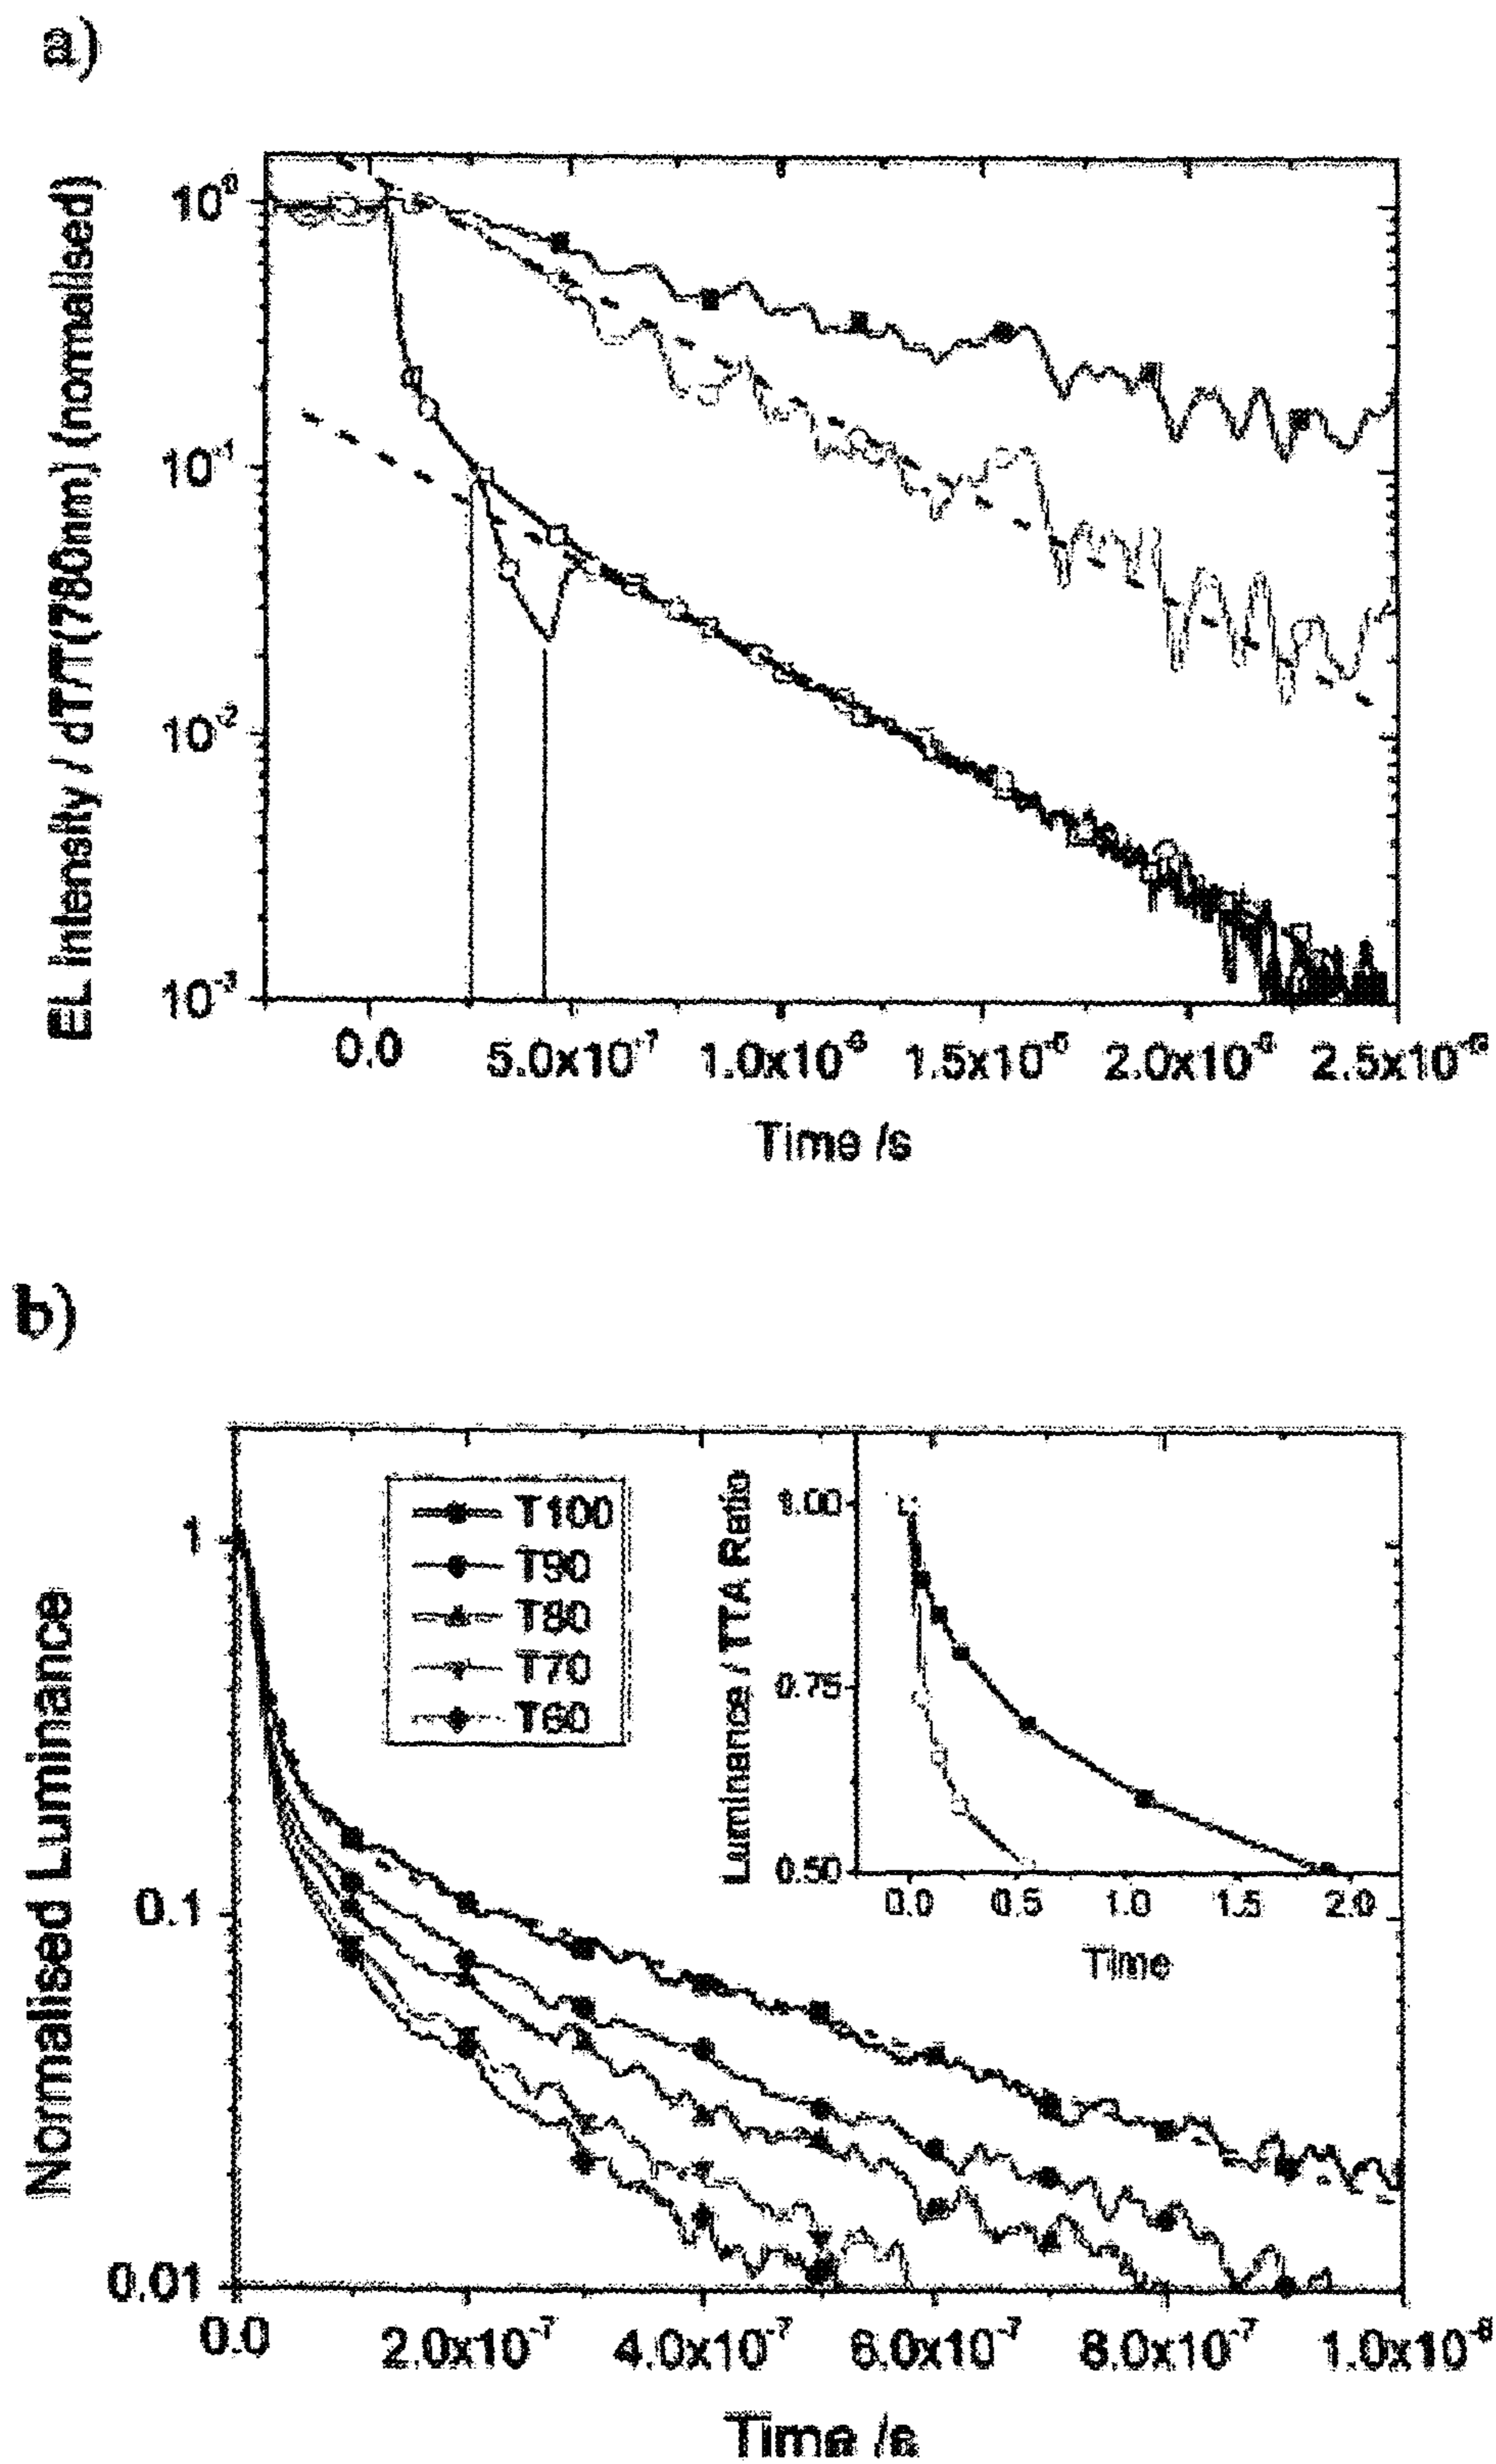 a)
EL Intensity / dT/T(780nm) (normalised)
10⁰
10⁻¹
10⁻²
10⁻³
0.0 5.0x10⁻⁷ 1.0x10⁻⁶ 1.5x10⁻⁶ 2.0x10⁻⁶ 2.5x10⁻⁶
Time /s
b)
Normalised Luminance
1
0.1
0.01
T100
T90
T80
T70
T60
Luminance / TTA Ratio
1.00
0.75
0.50
0.0 0.5 1.0 1.5 2.0
Time
0.0 2.0x10⁻⁷ 4.0x10⁻⁷ 6.0x10⁻⁷ 8.0x10⁻⁷ 1.0x10⁻⁶
Time /s